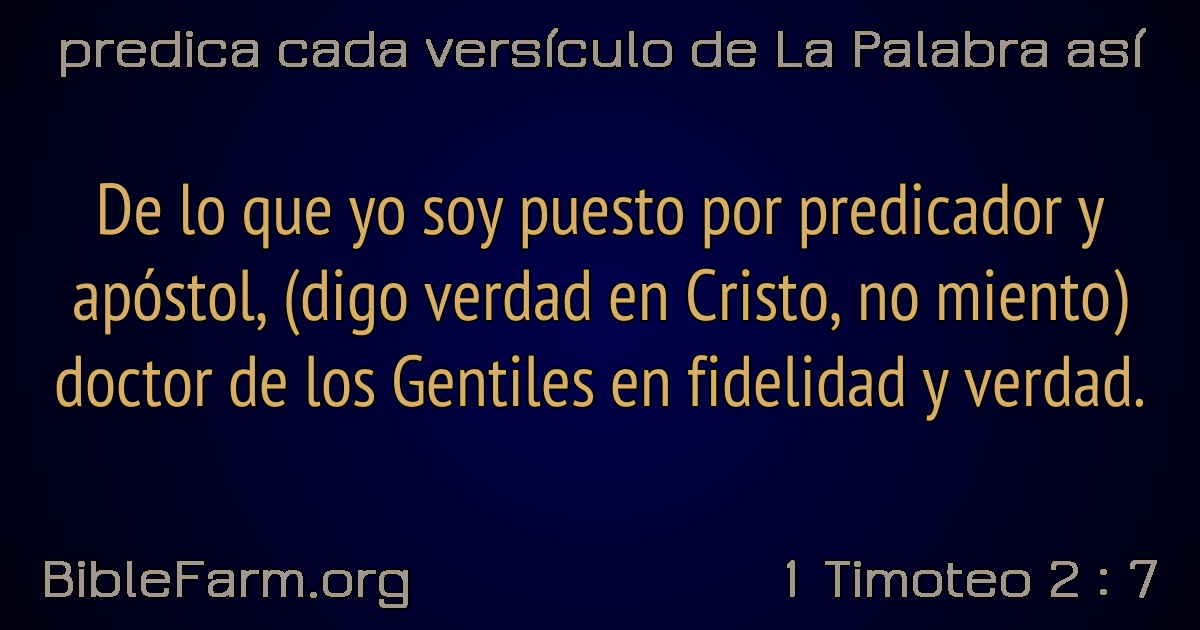 predica cada versículo de La Palabra así
De lo que yo soy puesto por predicador y
apóstol, (digo verdad en Cristo, no miento)
doctor de los Gentiles en fidelidad y verdad.
BibleFarm.org
1 Timoteo 2 : 7